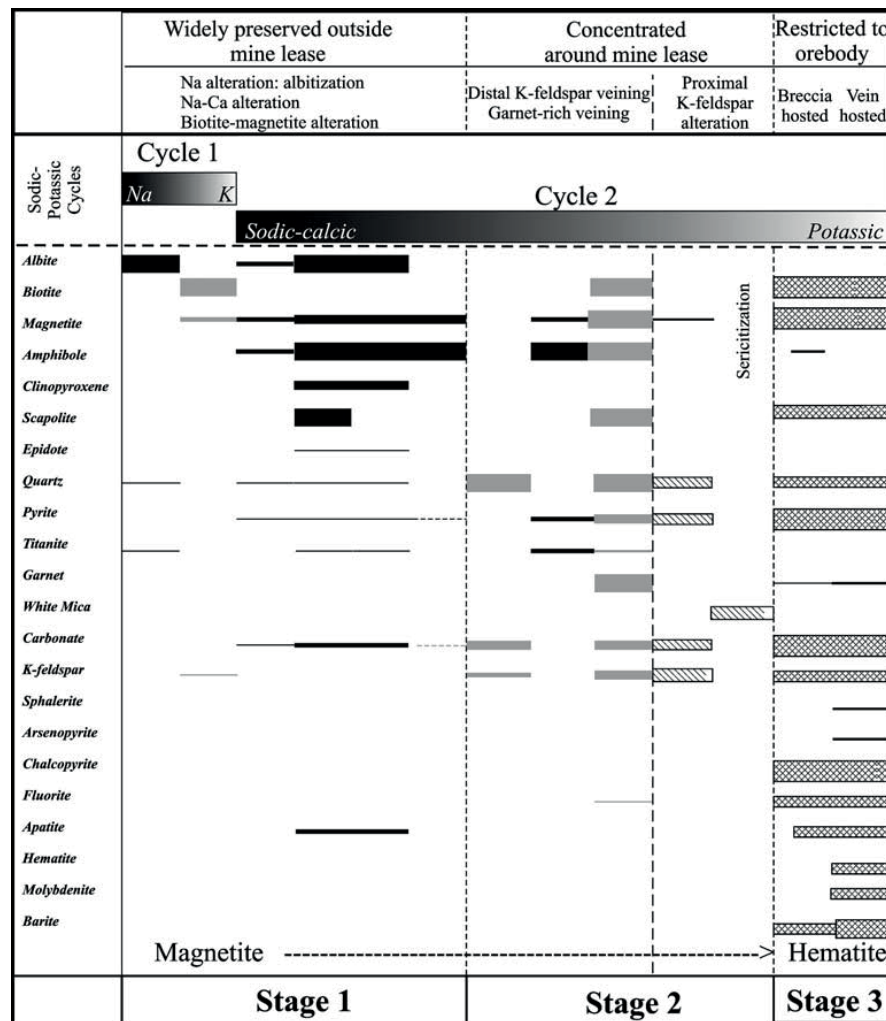 Widely preserved outside
mine lease
Concentrated
around mine lease
Restricted to
orebody
Na alteration: albitization
Na-Ca alteration
Biotite-magnetite alteration
Distal K-feldspar veining
Garnet-rich veining
Proximal
K-feldspar
alteration
Breccia
hosted
Vein
hosted
Sodic-
Potassic
Cycles
Cycle 1
Na K
Cycle 2
Sodic-calcic Potassic
Albite
Biotite
Magnetite
Amphibole
Clinopyroxene
Scapolite
Epidote
Quartz
Pyrite
Titanite
Garnet
White Mica
Carbonate
K-feldspar
Sphalerite
Arsenopyrite
Chalcopyrite
Fluorite
Apatite
Hematite
Molybdenite
Barite
Sericitization
Magnetite Hematite
Stage 1 Stage 2 Stage 3